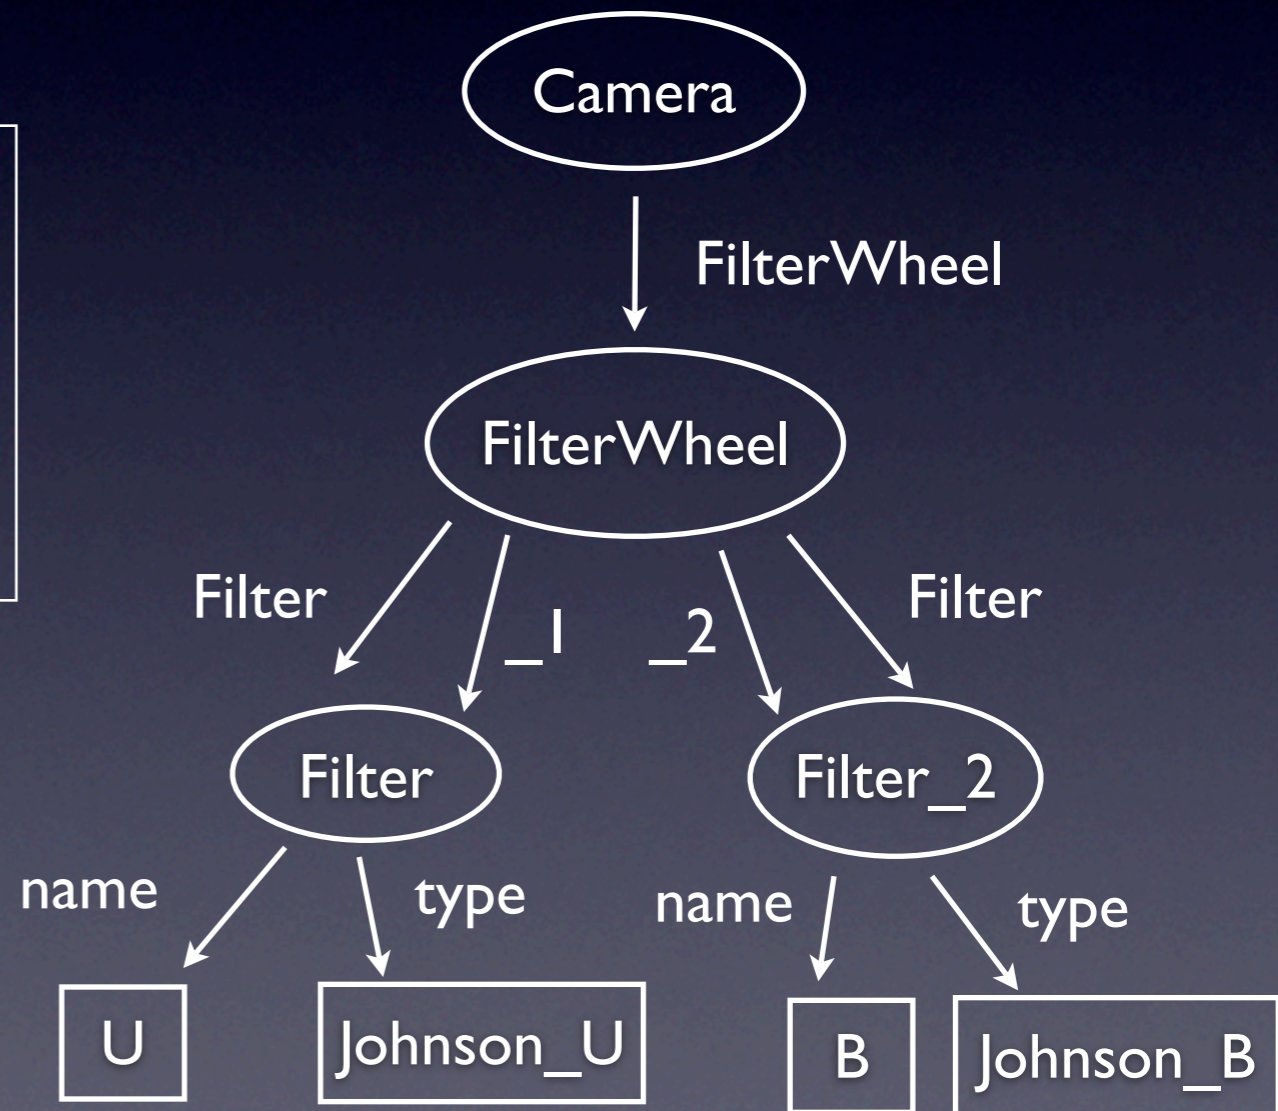 Camera
FilterWheel
FilterWheel
Filter
_1
_2
Filter
Filter
Filter_2
name
type
name
type
U
Johnson_U
B
Johnson_B